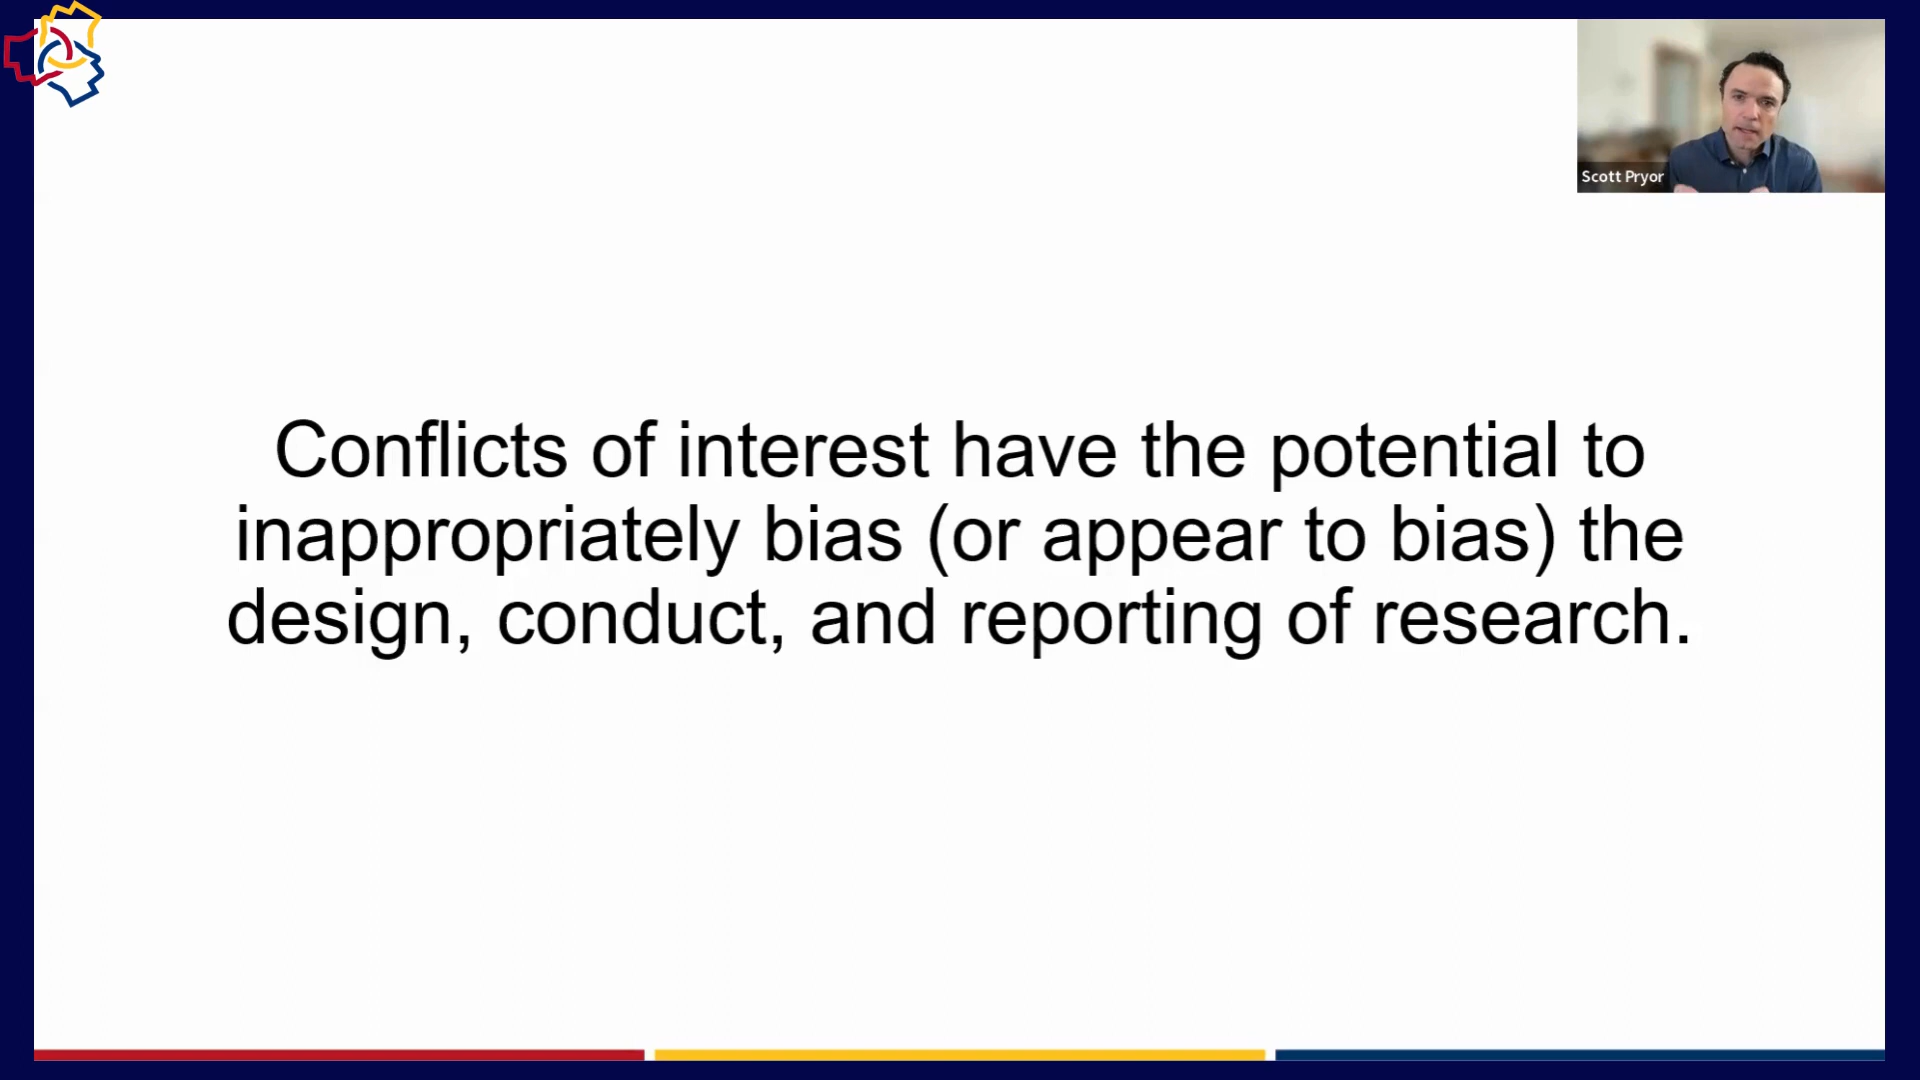 Scott Pryor
Conflicts of interest have the potential to
inappropriately bias (or appear to bias) the
design, conduct, and reporting of research.